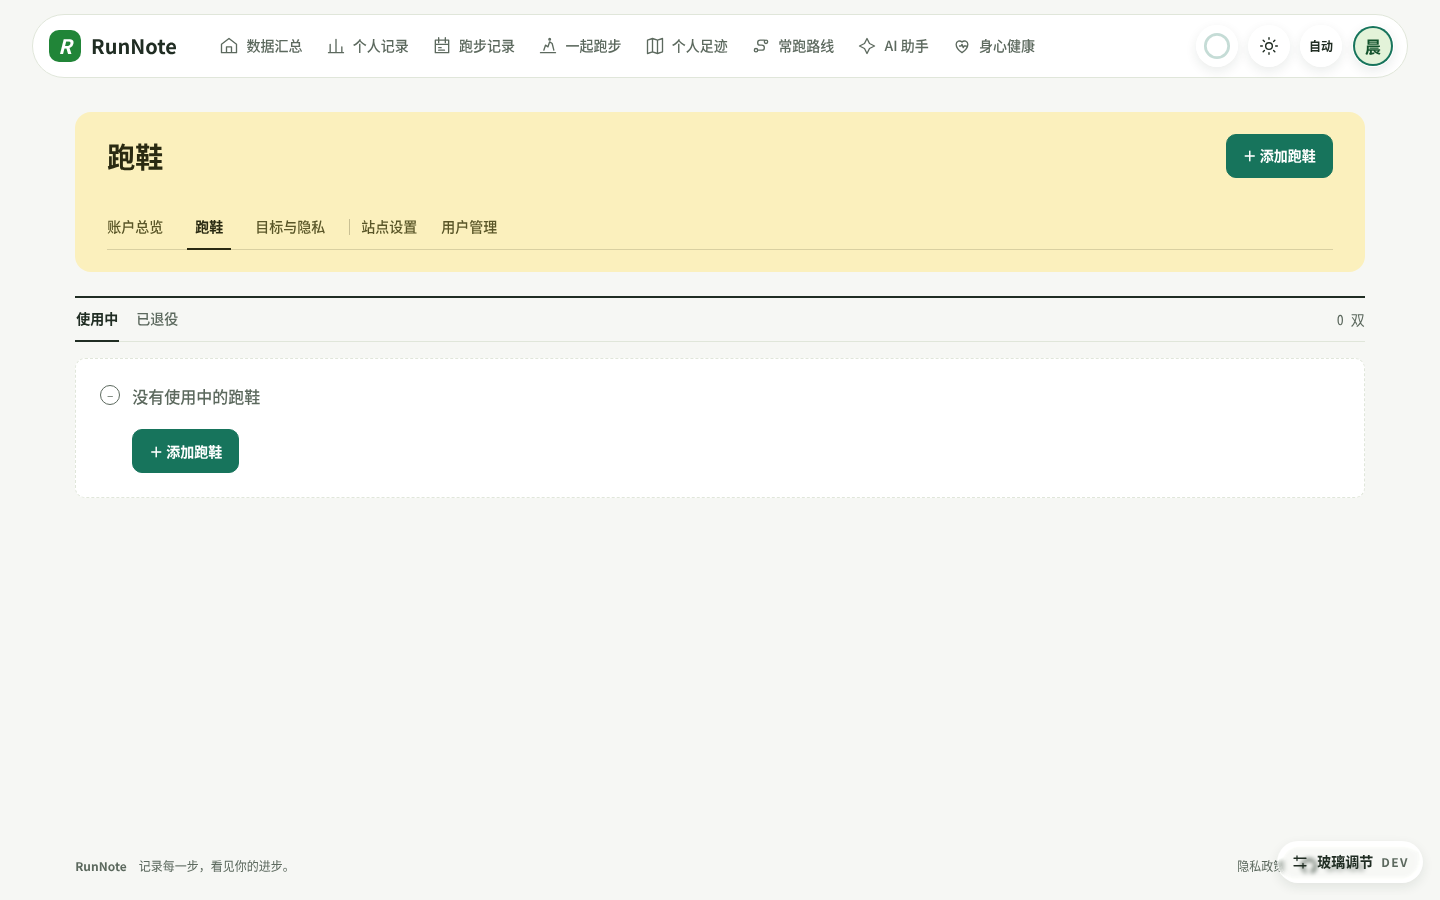 R RunNote 数据汇总 个人记录 跑步记录 一起跑步 个人足迹 常跑路线 AI 助手 身心健康 自动 晨
跑鞋
+ 添加跑鞋
账户总览 跑鞋 目标与隐私 站点设置 用户管理
使用中 已退役 0 双
没有使用中的跑鞋
+ 添加跑鞋
RunNote 记录每一步，看见你的进步。 隐私政 玻璃调节 DEV